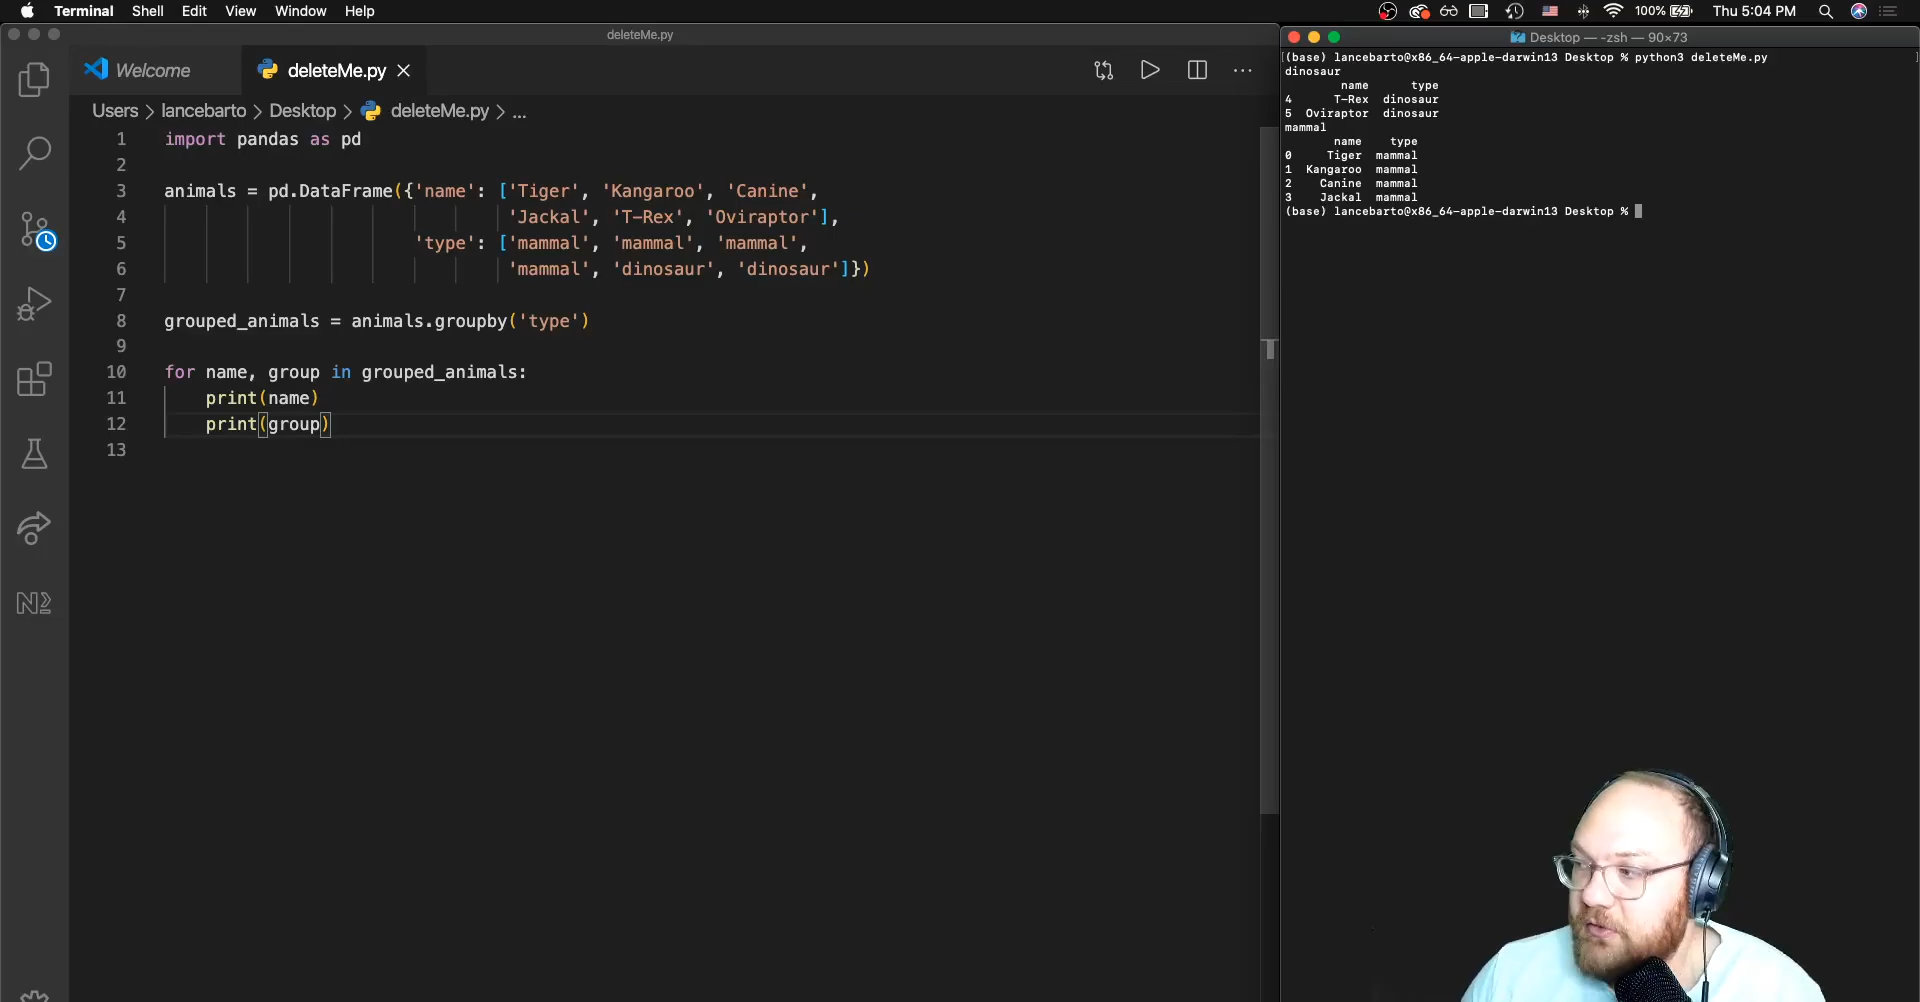 Terminal Shell Edit View Window Help 100% Thu 5:04 PM
deleteMe.py
Welcome deleteMe.py
Users > lancebarto > Desktop > deleteMe.py > ...
1 import pandas as pd
2
3 animals = pd.DataFrame({'name': ['Tiger', 'Kangaroo', 'Canine',
4 'Jackal', 'T-Rex', 'Oviraptor'],
5 'type': ['mammal', 'mammal', 'mammal',
6 'mammal', 'dinosaur', 'dinosaur']})
7
8 grouped_animals = animals.groupby('type')
9
10 for name, group in grouped_animals:
11 print(name)
12 print(group)
13
Desktop — -zsh — 90×73
(base) lancebarto@x86_64-apple-darwin13 Desktop % python3 deleteMe.py
dinosaur
name type
4 T-Rex dinosaur
5 Oviraptor dinosaur
mammal
name type
0 Tiger mammal
1 Kangaroo mammal
2 Canine mammal
3 Jackal mammal
(base) lancebarto@x86_64-apple-darwin13 Desktop %